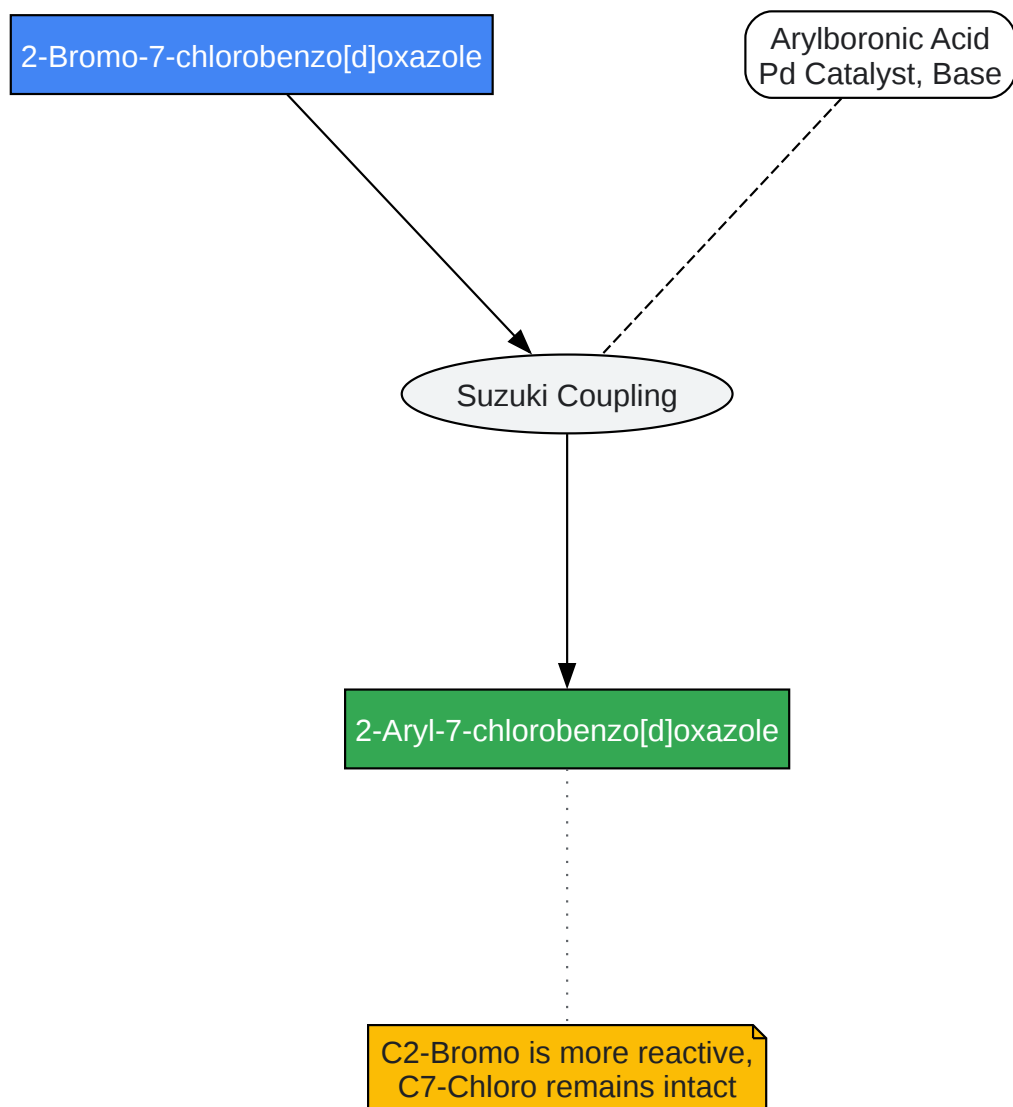 2-Bromo-7-chlorobenzo[d]oxazole
Arylboronic Acid
Pd Catalyst, Base
Suzuki Coupling
2-Aryl-7-chlorobenzo[d]oxazole
C2-Bromo is more reactive,
C7-Chloro remains intact